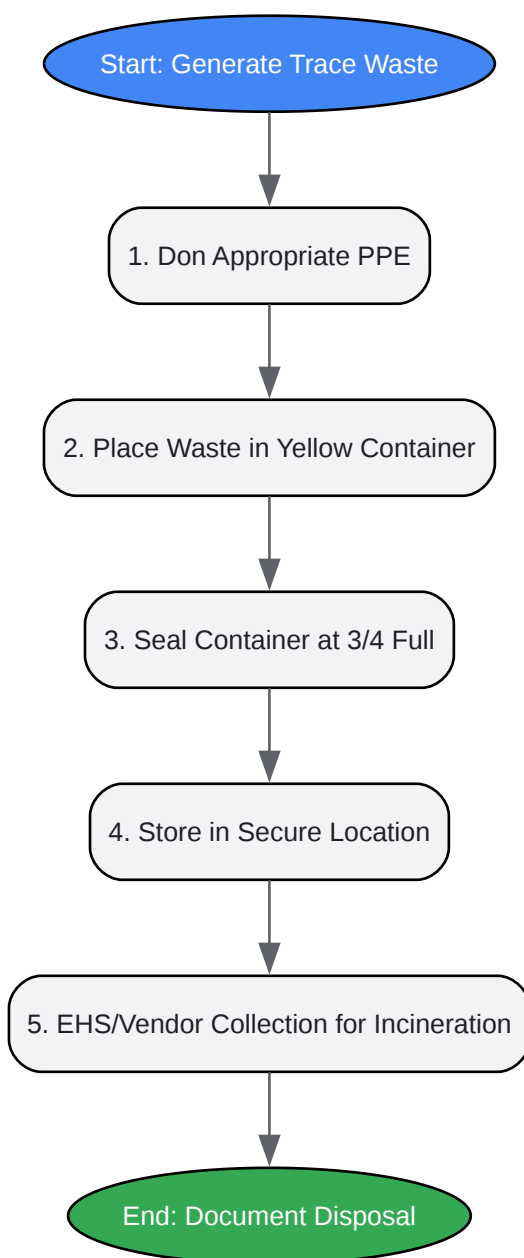 Start: Generate Trace Waste
1. Don Appropriate PPE
2. Place Waste in Yellow Container
3. Seal Container at 3/4 Full
4. Store in Secure Location
5. EHS/Vendor Collection for Incineration
End: Document Disposal